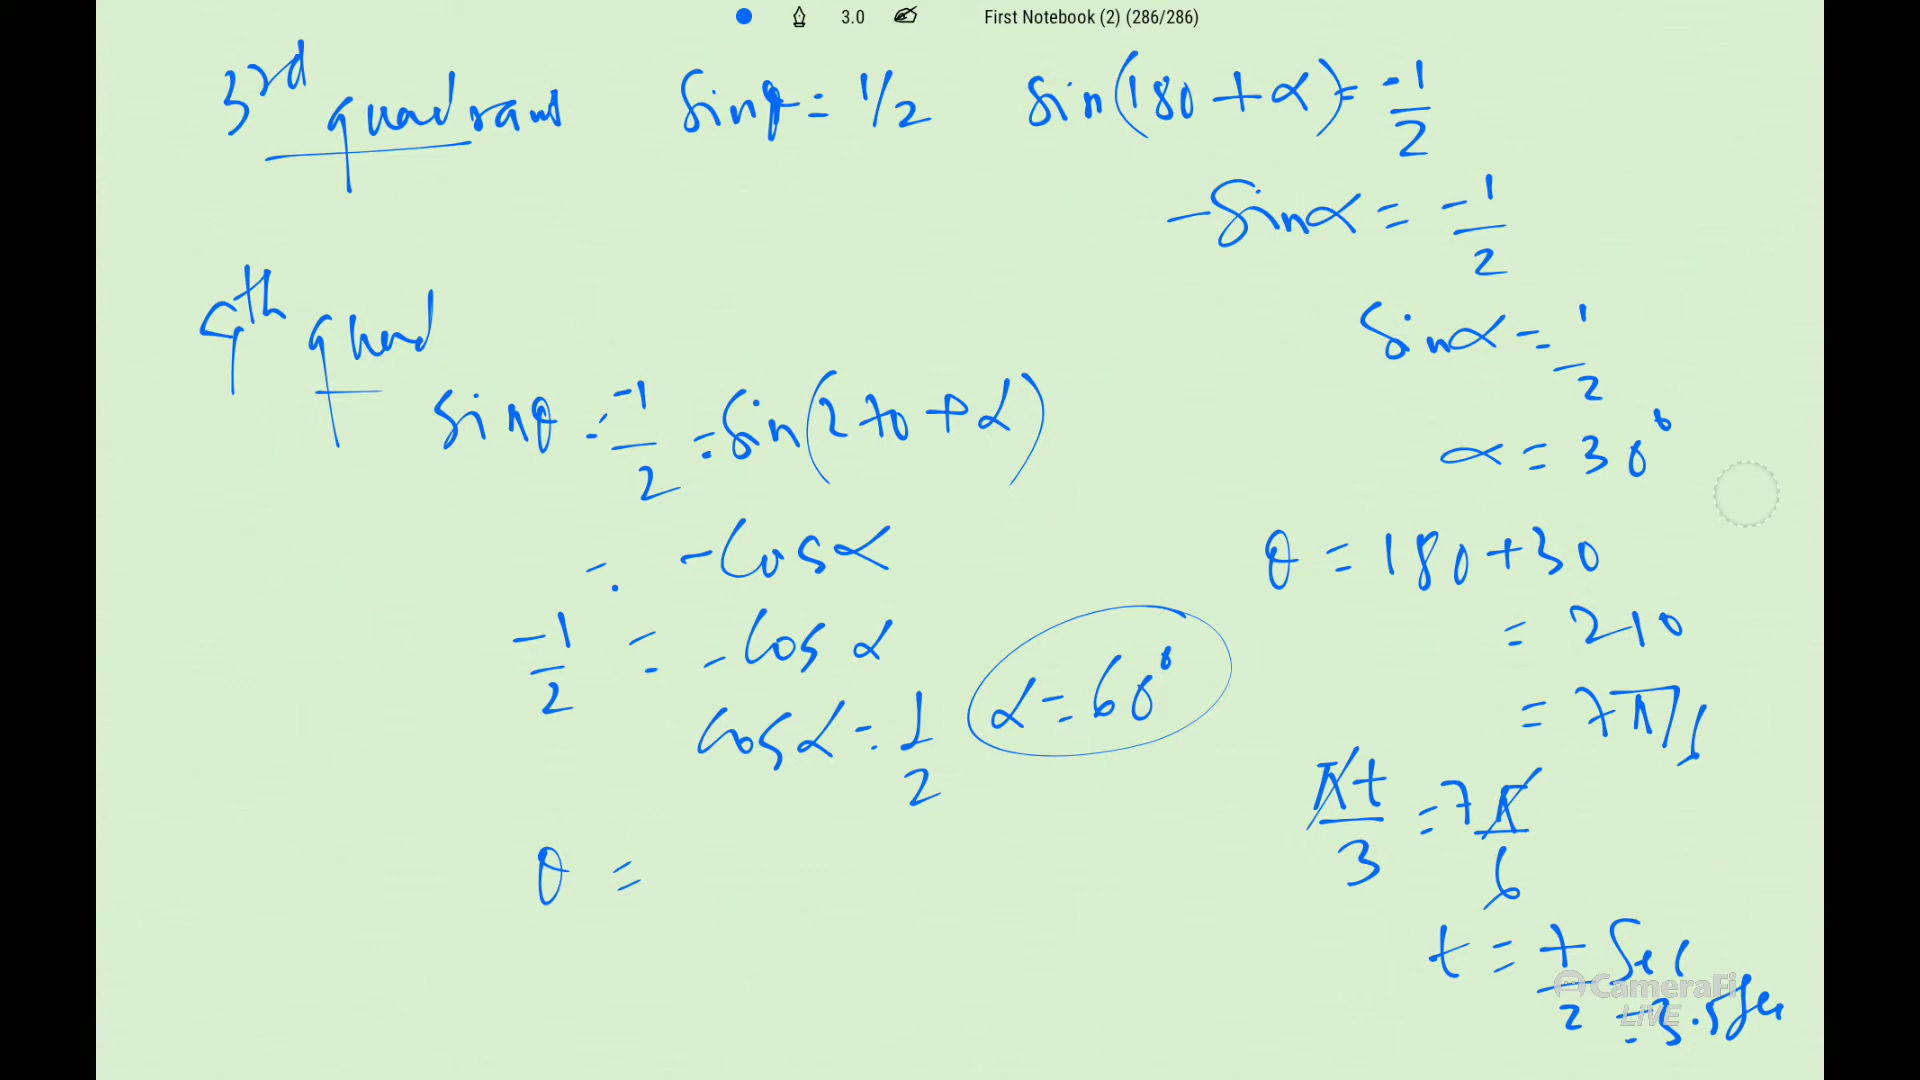 3.0 First Notebook (2) (286/286)
3rd quadrant sinθ = 1/2 sin(180 + α) = -1/2
-sinα = -1/2
sinα = 1/2
α = 30°
4th quad
sinθ = -1/2 = sin(270 + α)
= -cosα
-1/2 = -cosα
cosα = 1/2 α = 60°
θ =
θ = 180 + 30
= 210
= 7π/6
πt/3 = 7π/6
t = 7/2 sec
= 3.5 sec
CameraFi
LIVE